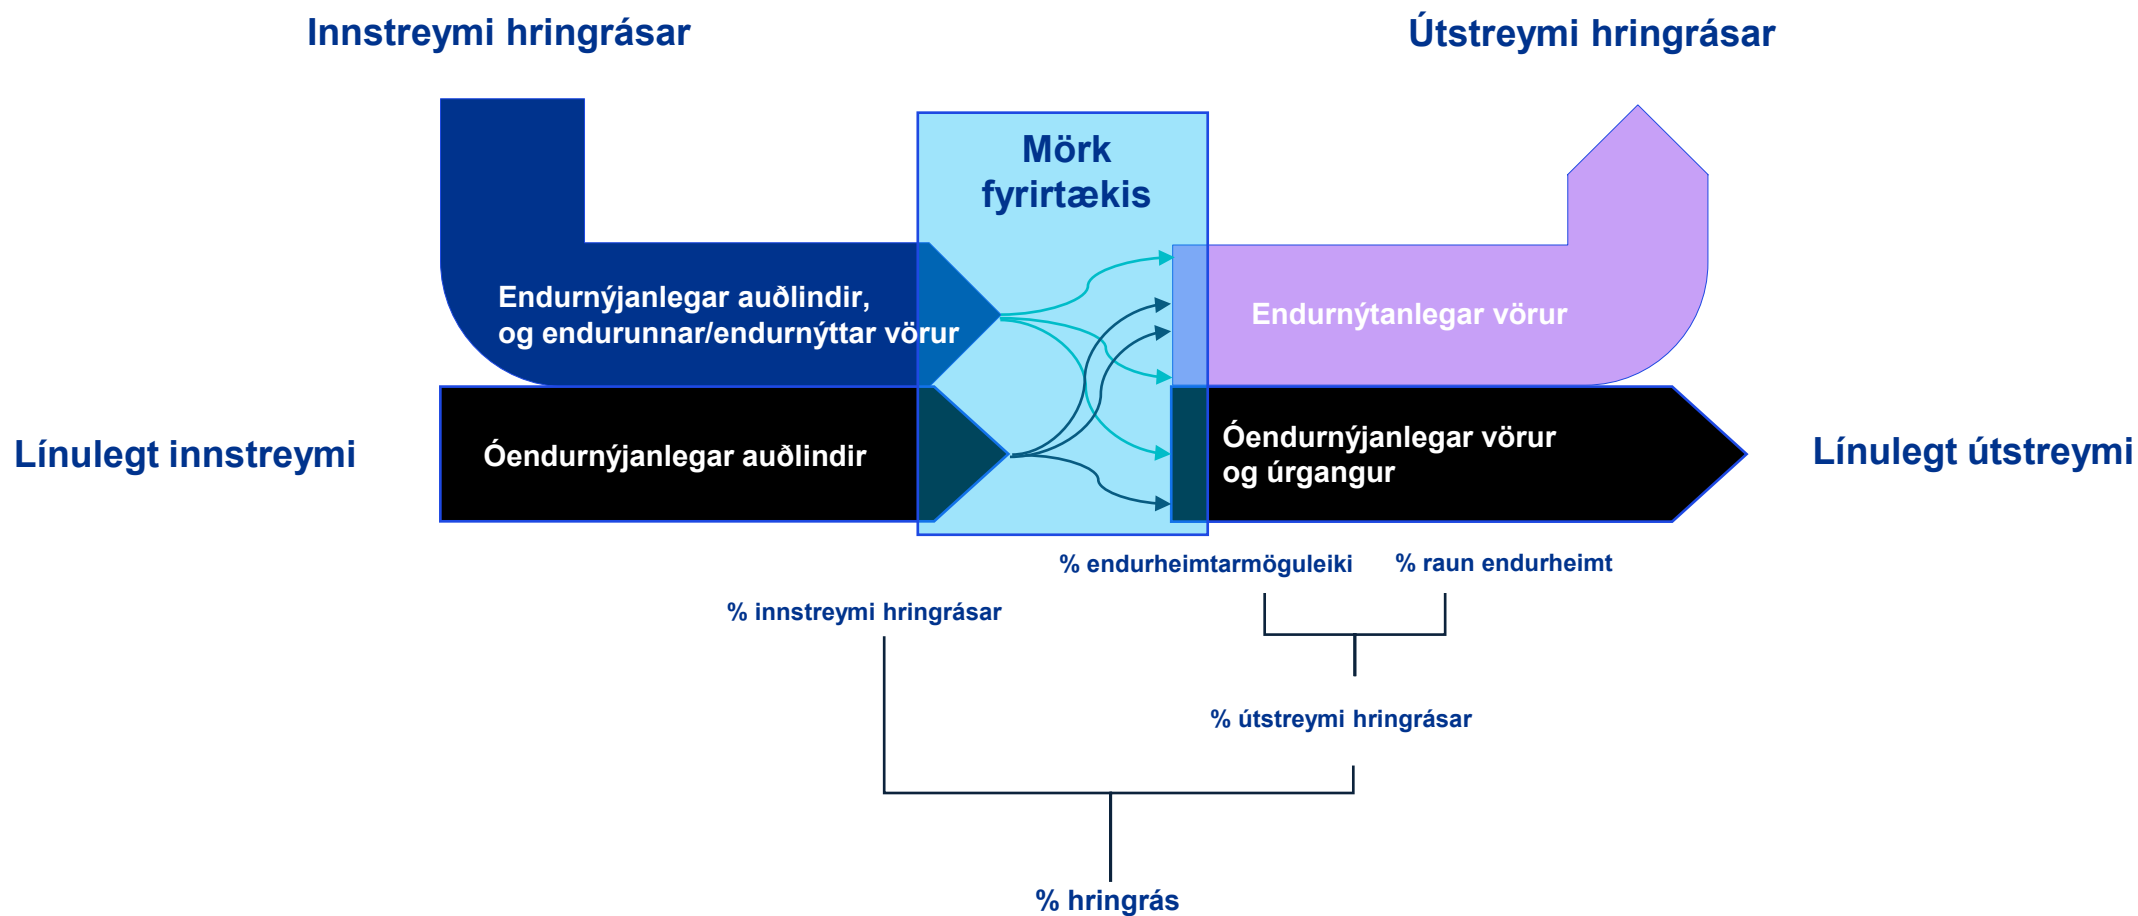 Innstreymi hringrásar
Útstreymi hringrásar
Mörk
fyrirtækis
Endurnýjanlegar auðlindir,
og endurunnar/endurnýttar vörur
Endurnýtanlegar vörur
Línulegt innstreymi
Óendurnýjanlegar auðlindir
Óendurnýjanlegar vörur
og úrgangur
Línulegt útstreymi
% endurheimtarmöguleiki
% raun endurheimt
% innstreymi hringrásar
% útstreymi hringrásar
% hringrás